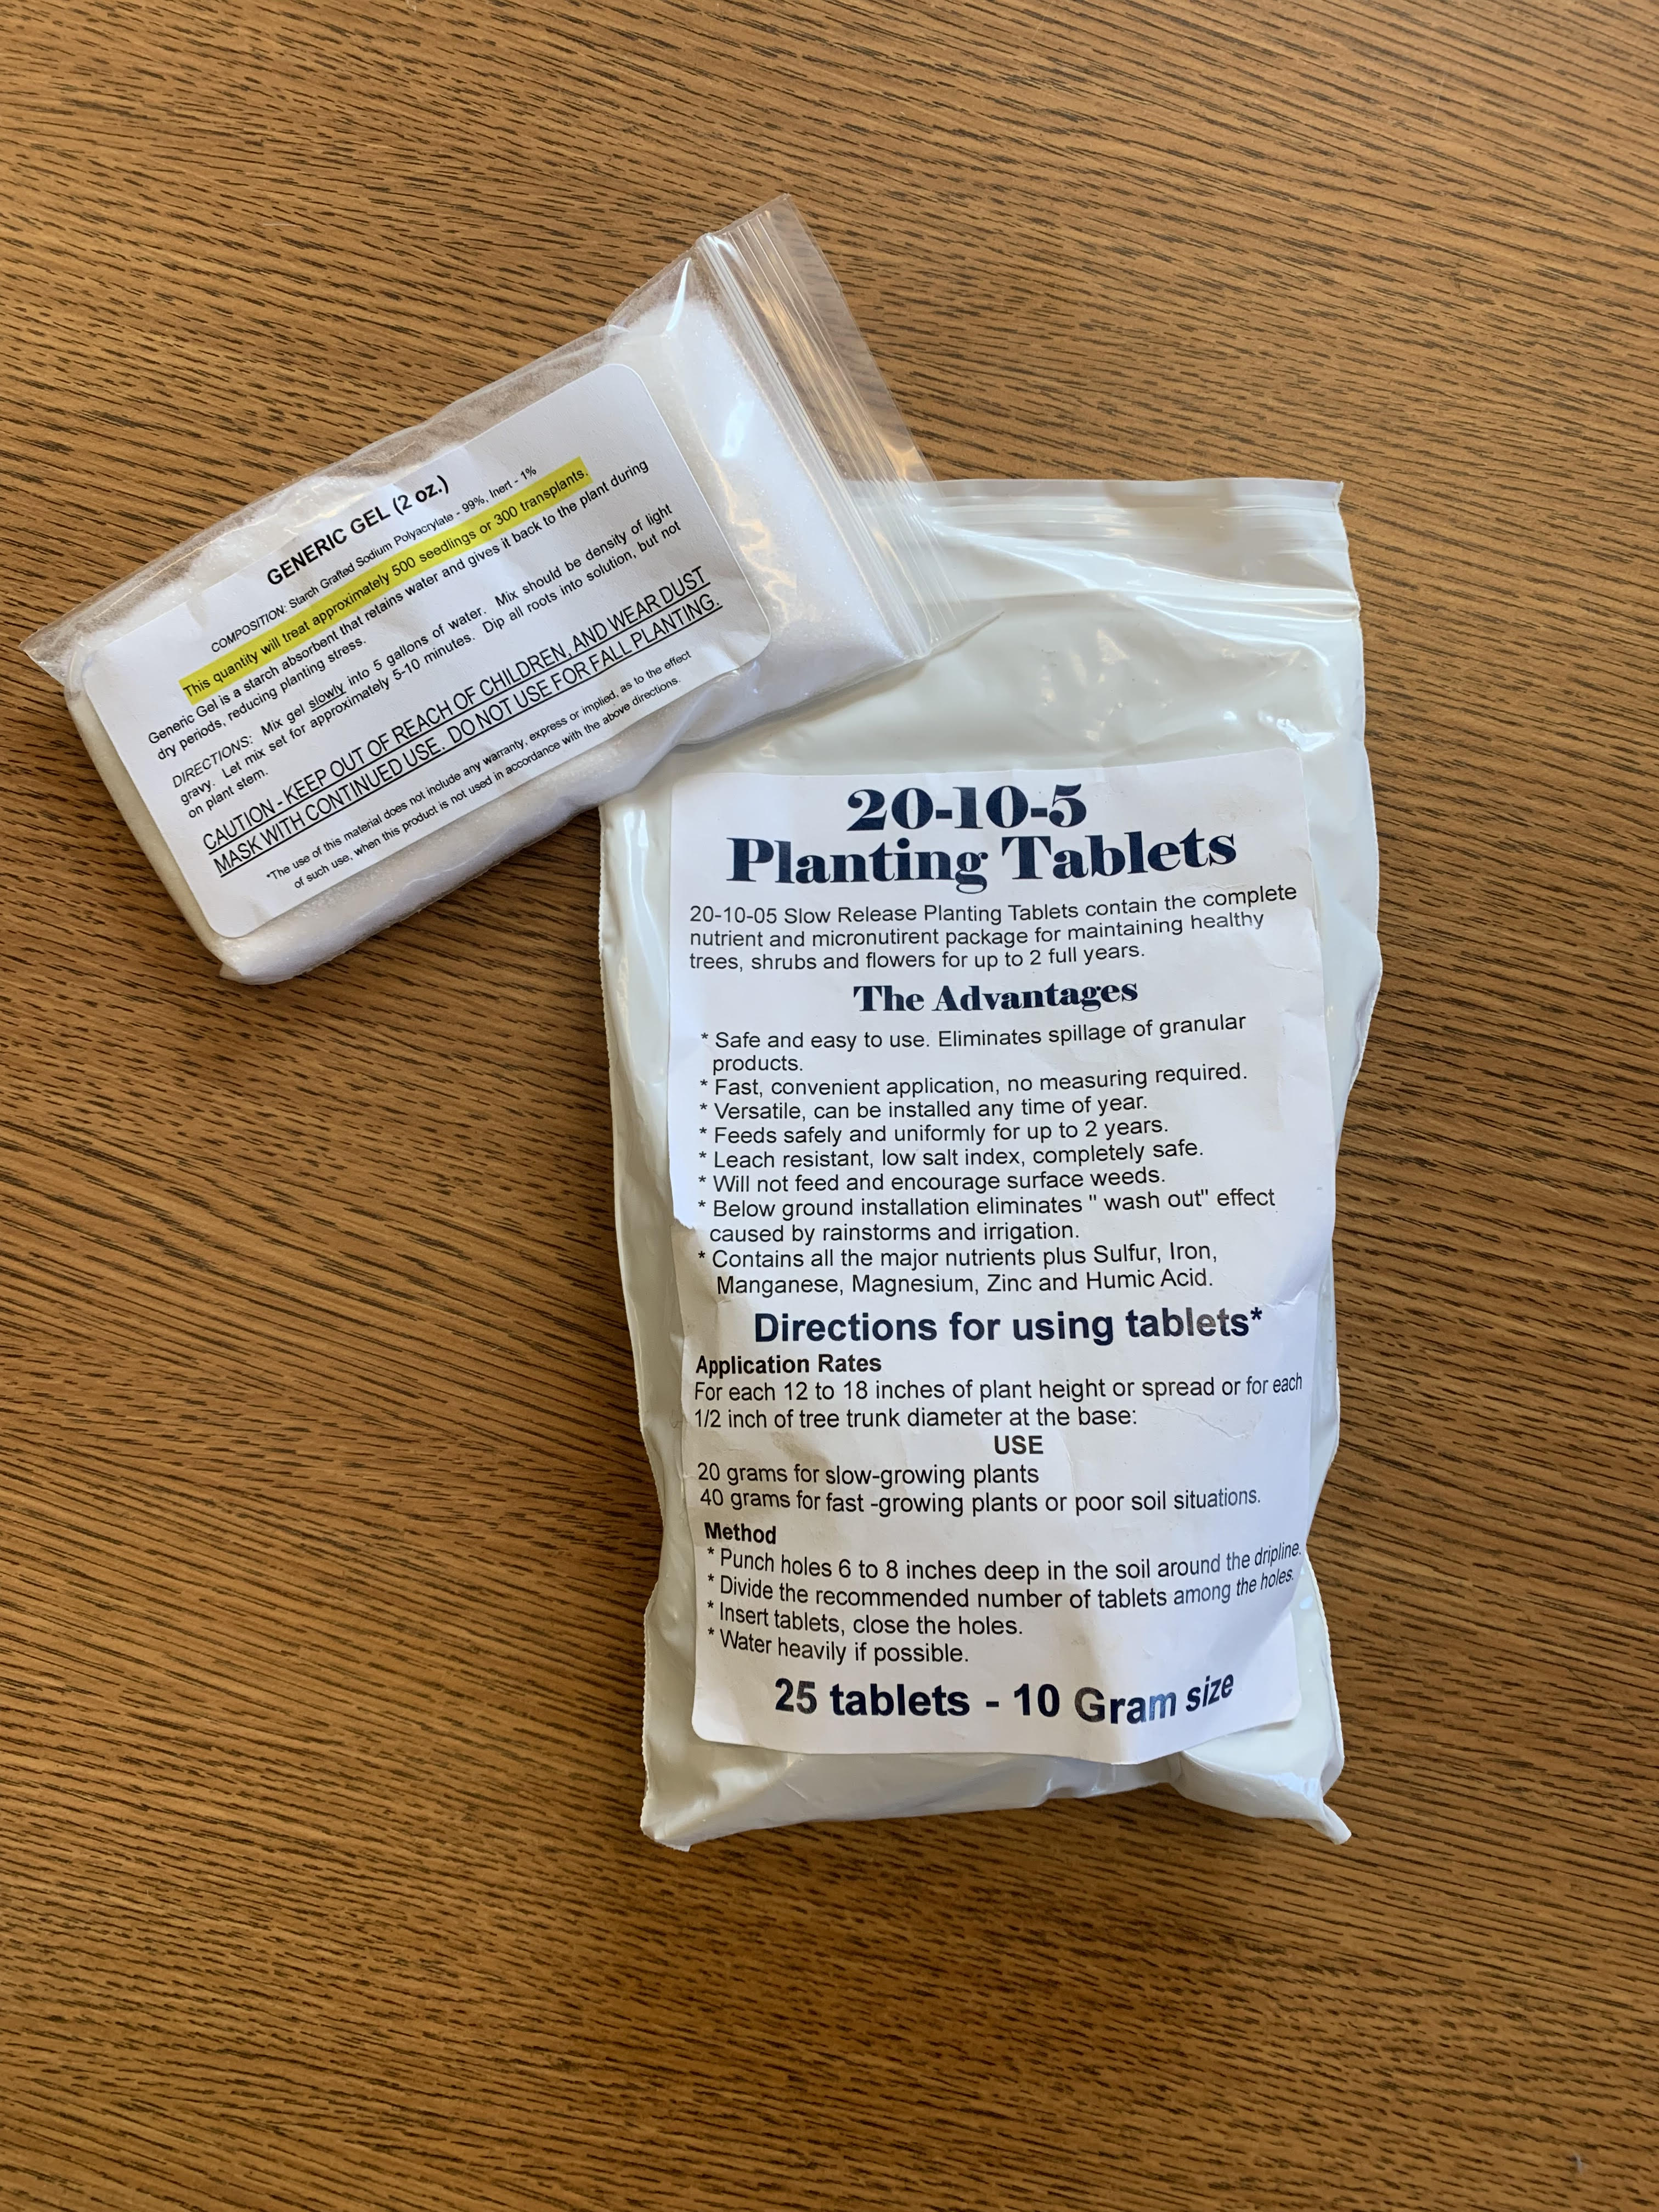 GENERIC GEL (2 oz.)
COMPOSITION: Starch Grafted Sodium Polyacrylate - 99%, Inert - 1%
This quantity will treat approximately 500 seedlings or 300 transplants.
Generic Gel is a starch absorbent that retains water and gives it back to the plant during
dry periods, reducing planting stress.
DIRECTIONS: Mix gel slowly into 5 gallons of water. Mix should be density of light
gravy. Let mix set for approximately 5-10 minutes. Dip all roots into solution, but not
on plant stem.
CAUTION - KEEP OUT OF REACH OF CHILDREN, AND WEAR DUST
MASK WITH CONTINUED USE. DO NOT USE FOR FALL PLANTING.
*The use of this material does not include any warranty, express or implied, as to the effect
of such use, when this product is not used in accordance with the above directions.
20-10-5
Planting Tablets
20-10-05 Slow Release Planting Tablets contain the complete
nutrient and micronutirent package for maintaining healthy
trees, shrubs and flowers for up to 2 full years.
The Advantages
* Safe and easy to use. Eliminates spillage of granular
products.
* Fast, convenient application, no measuring required.
* Versatile, can be installed any time of year.
* Feeds safely and uniformly for up to 2 years.
* Leach resistant, low salt index, completely safe.
* Will not feed and encourage surface weeds.
* Below ground installation eliminates " wash out" effect
caused by rainstorms and irrigation.
* Contains all the major nutrients plus Sulfur, Iron,
Manganese, Magnesium, Zinc and Humic Acid.
Directions for using tablets*
Application Rates
For each 12 to 18 inches of plant height or spread or for each
1/2 inch of tree trunk diameter at the base:
USE
20 grams for slow-growing plants
40 grams for fast -growing plants or poor soil situations.
Method
* Punch holes 6 to 8 inches deep in the soil around the dripline.
* Divide the recommended number of tablets among the holes.
* Insert tablets, close the holes.
* Water heavily if possible.
25 tablets - 10 Gram size